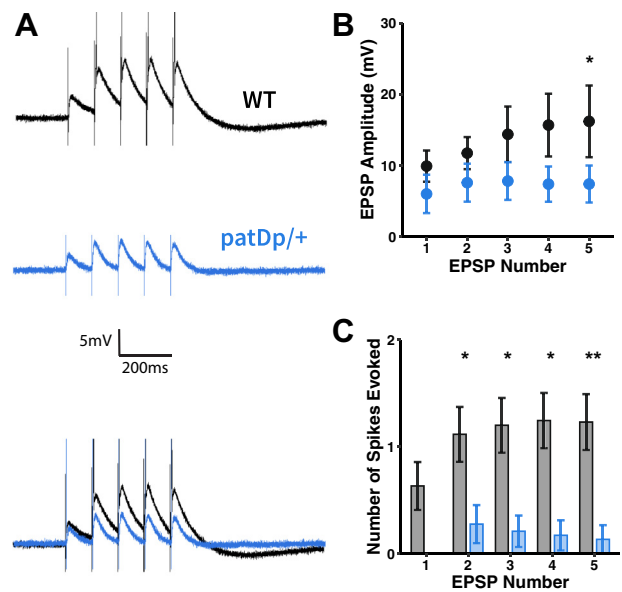 A
WT
patDp/+
5mV
200ms
B
EPSP Amplitude (mV)
30
20
10
0
*
1 2 3 4 5
EPSP Number
C
Number of Spikes Evoked
2
1
0
* * * **
1 2 3 4 5
EPSP Number